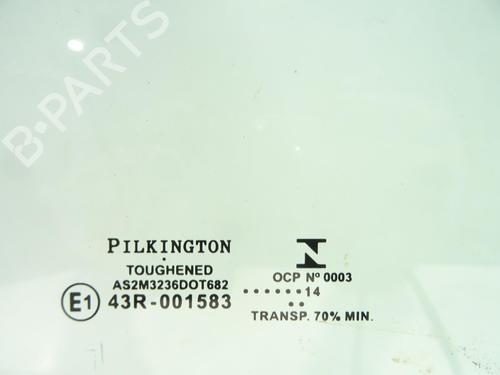 B-PARTS
PILKINGTON
TOUGHENED
AS2M3236DOT682
E1 43R-001583
N
OCP Nº 0003
......14
..
TRANSP. 70% MIN.